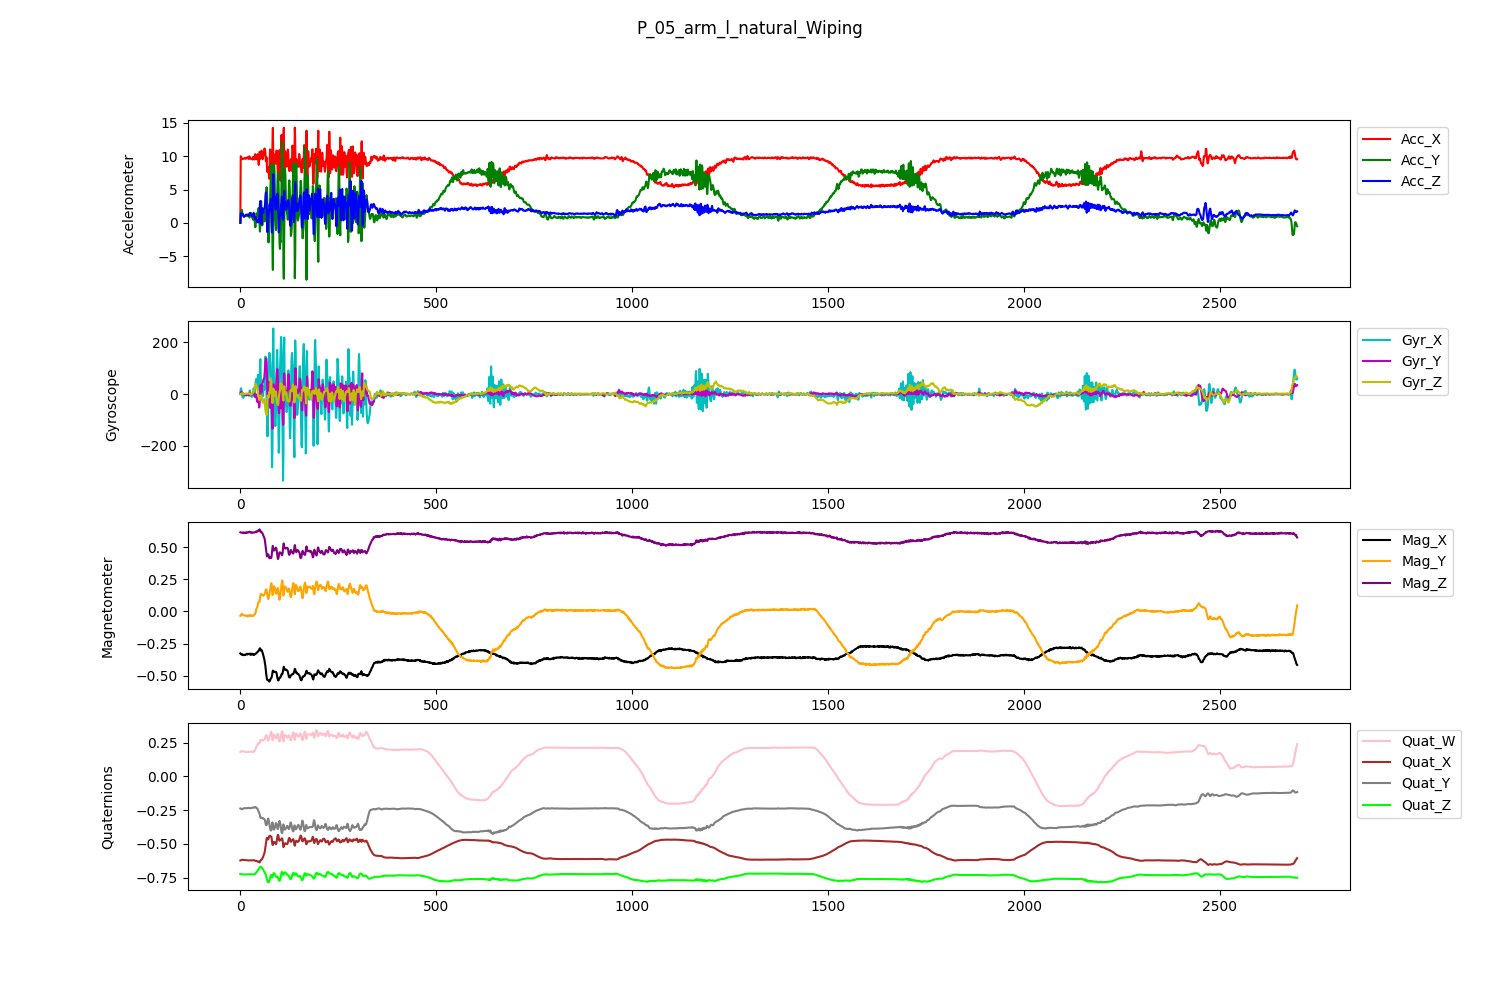 P_05_arm_l_natural_Wiping
Accelerometer
15
10
5
0
−5
0 500 1000 1500 2000 2500
Acc_X
Acc_Y
Acc_Z
Gyroscope
200
0
−200
0 500 1000 1500 2000 2500
Gyr_X
Gyr_Y
Gyr_Z
Magnetometer
0.50
0.25
0.00
−0.25
−0.50
0 500 1000 1500 2000 2500
Mag_X
Mag_Y
Mag_Z
Quaternions
0.25
0.00
−0.25
−0.50
−0.75
0 500 1000 1500 2000 2500
Quat_W
Quat_X
Quat_Y
Quat_Z